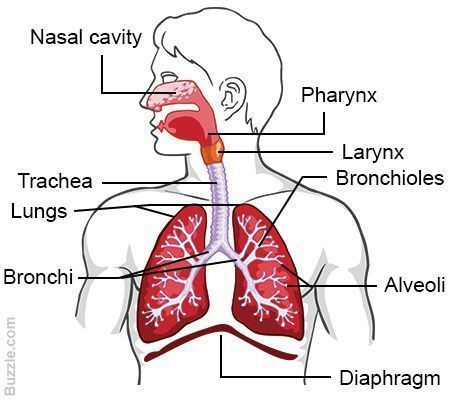 Nasal cavity
Pharynx
Larynx
Trachea
Bronchioles
Lungs
Bronchi
Alveoli
Diaphragm
Buzzle.com